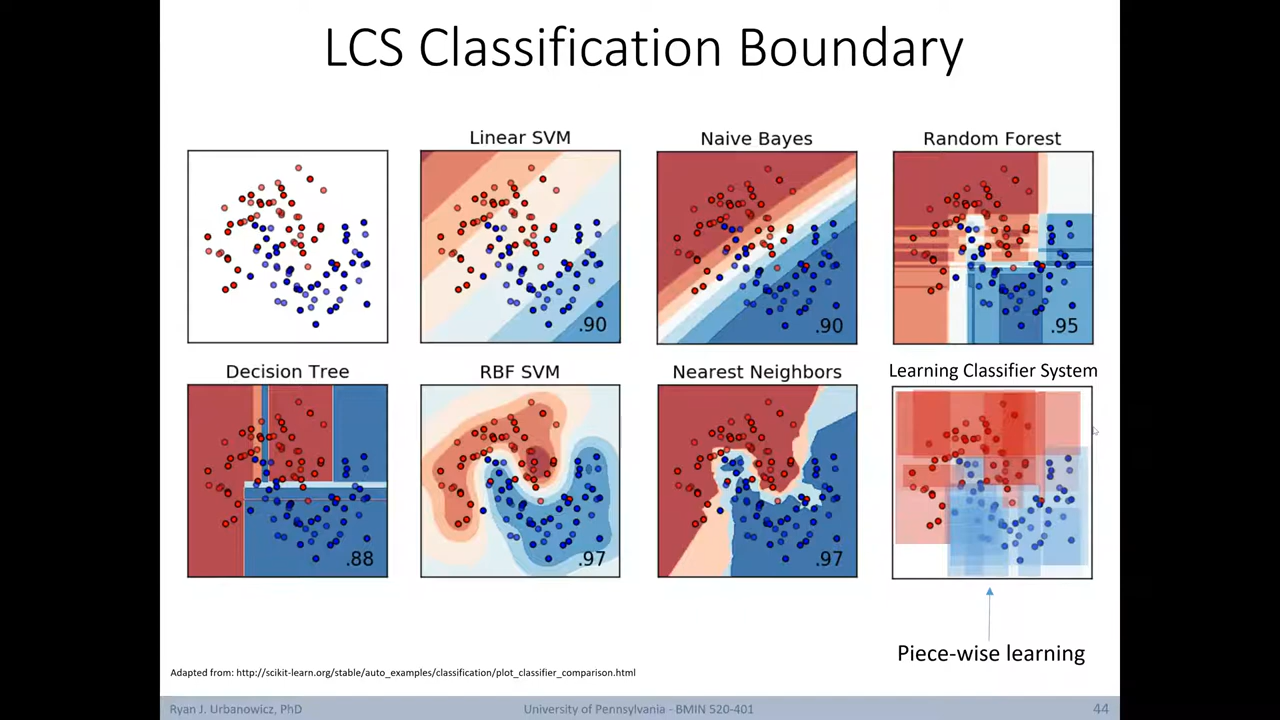 LCS Classification Boundary
Linear SVM
Naive Bayes
Random Forest
.90
.90
.95
Decision Tree
RBF SVM
Nearest Neighbors
Learning Classifier System
.88
.97
.97
Piece-wise learning
Adapted from: http://scikit-learn.org/stable/auto_examples/classification/plot_classifier_comparison.html
Ryan J. Urbanowicz, PhD
University of Pennsylvania - BMIN 520-401
44